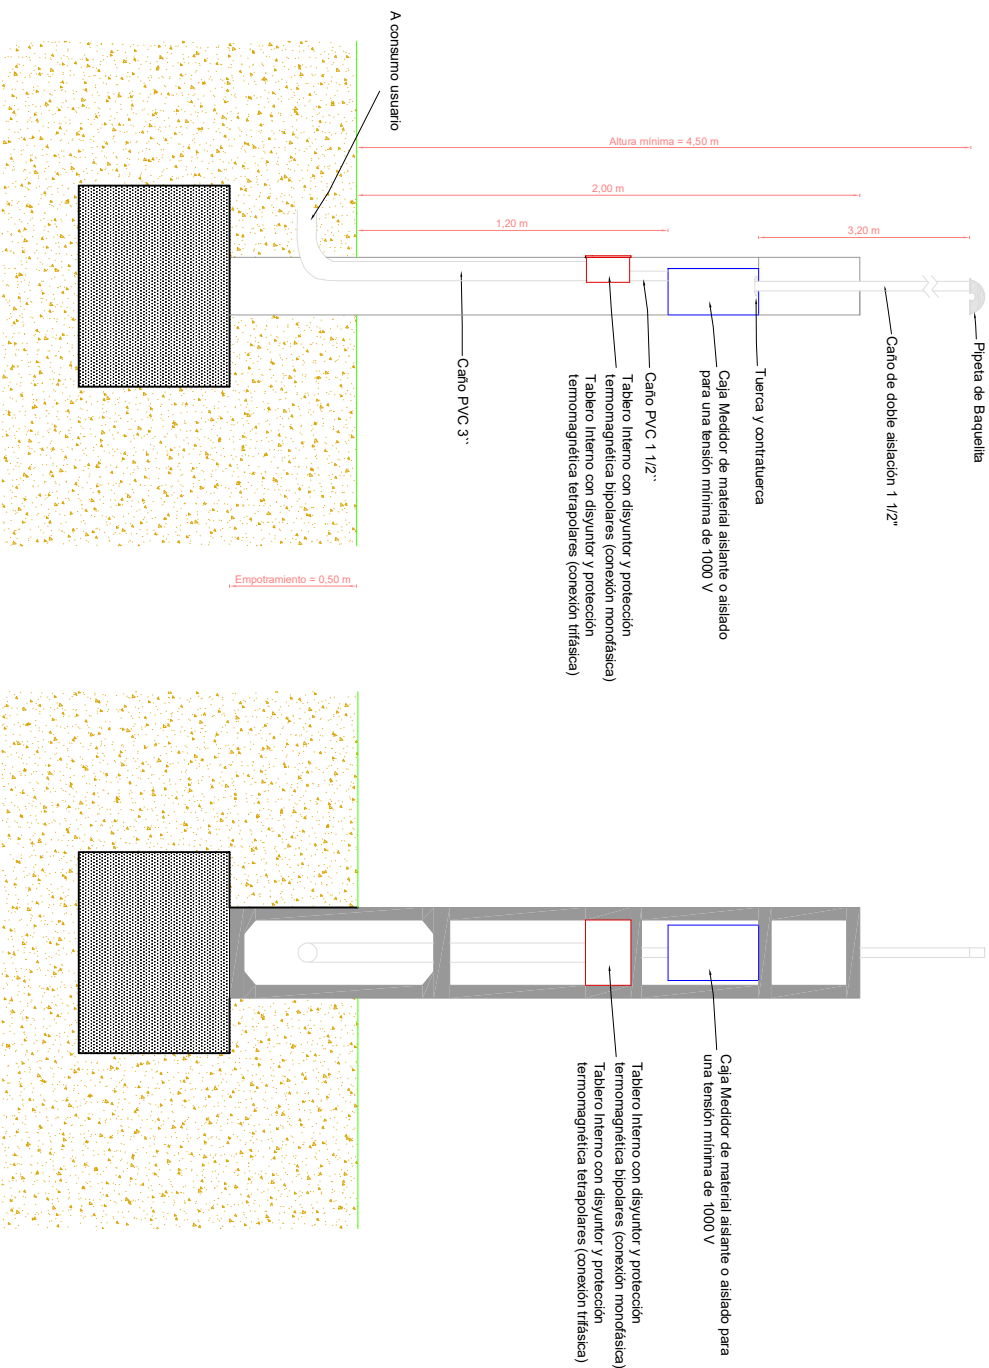 Pipeta de Baquelita
Caño de doble aislación 1 1/2"
Tuerca y contratuerca
Caja Medidor de material aislante o aislado
para una tensión mínima de 1000 V
Caño PVC 1 1/2``
Tablero Interno con disyuntor y protección
termomagnética bipolares (conexión monofásica)
Tablero Interno con disyuntor y protección
termomagnética tetrapolares (conexión trifásica)
Caño PVC 3``
A consumo usuario
Altura mínima = 4,50 m
2,00 m
1,20 m
3,20 m
Empotramiento = 0,50 m
Caja Medidor de material aislante o aislado para
una tensión mínima de 1000 V
Tablero Interno con disyuntor y protección
termomagnética bipolares (conexión monofásica)
Tablero Interno con disyuntor y protección
termomagnética tetrapolares (conexión trifásica)